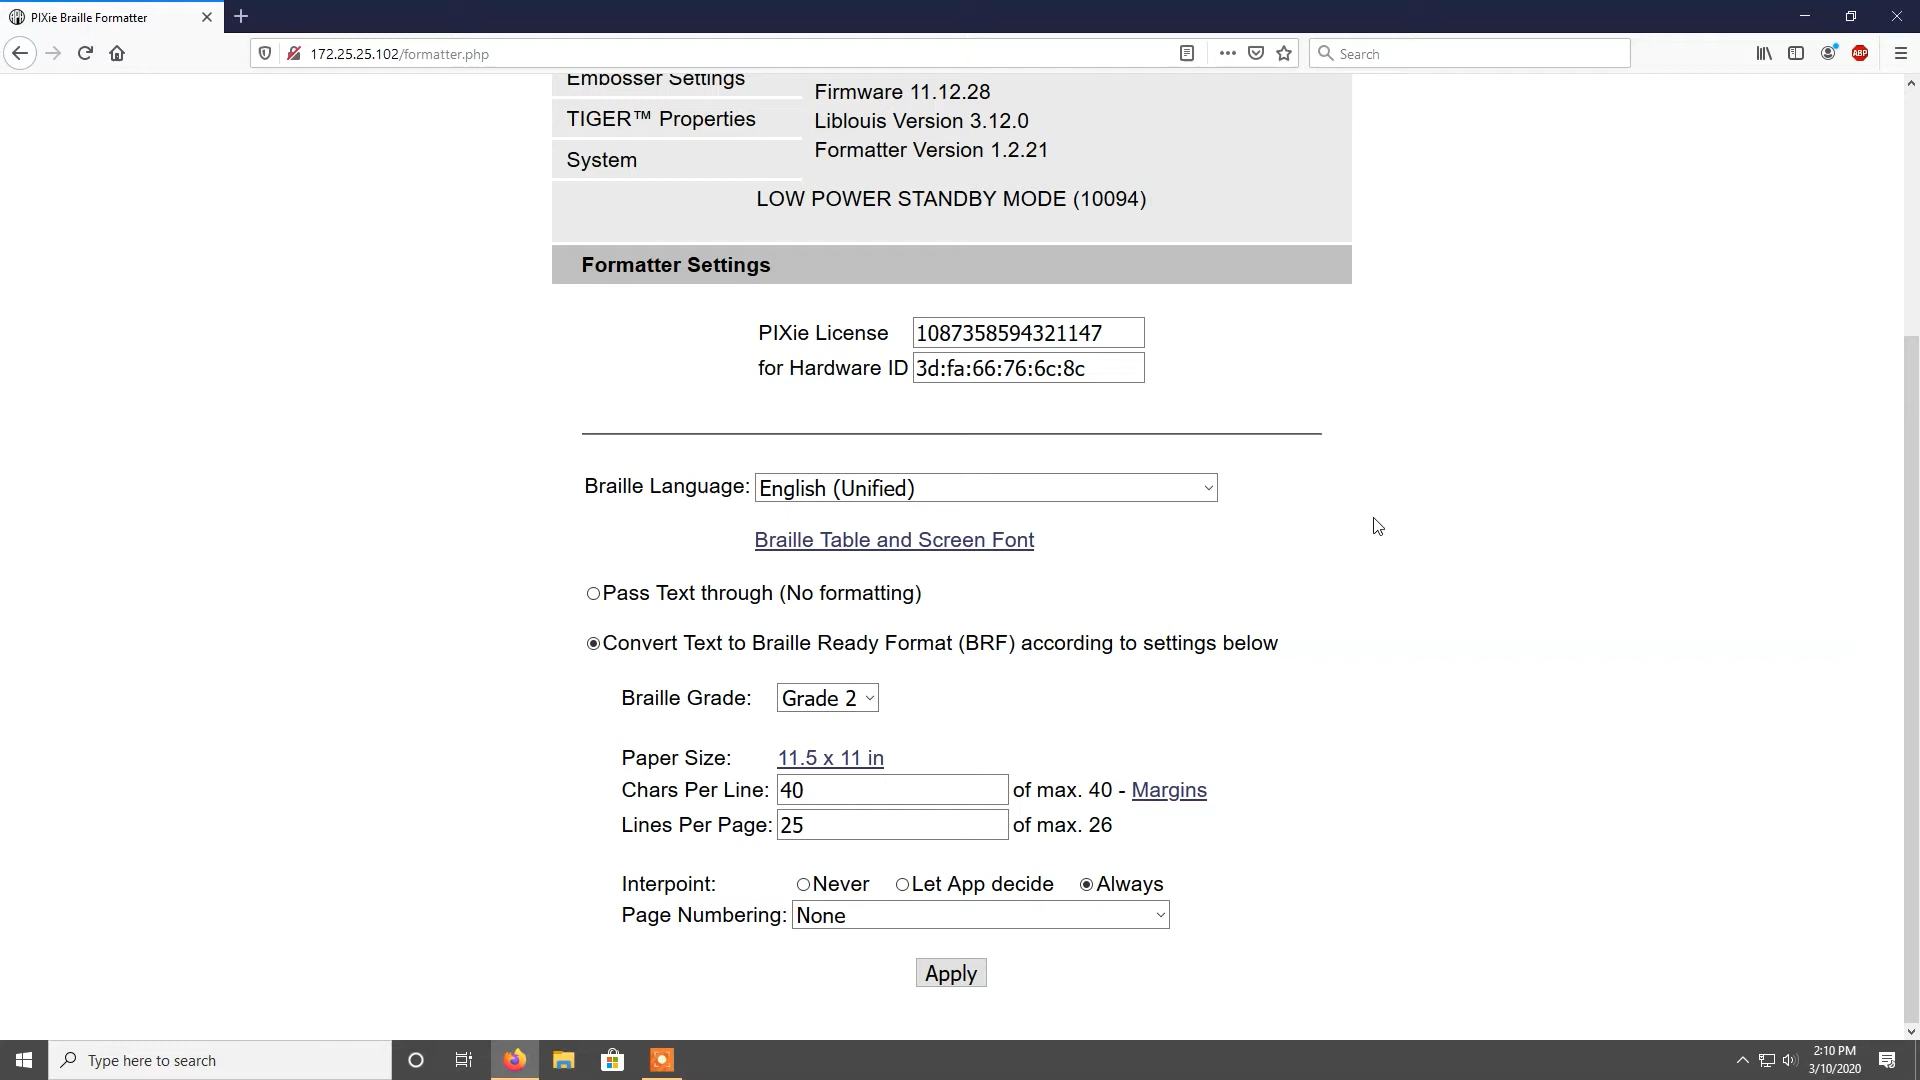 PIXie Braille Formatter
172.25.25.102/formatter.php
Search
ABP
Embosser Settings
TIGER™ Properties
System
Firmware 11.12.28
Liblouis Version 3.12.0
Formatter Version 1.2.21
LOW POWER STANDBY MODE (10094)
Formatter Settings
PIXie License 1087358594321147
for Hardware ID 3d:fa:66:76:6c:8c
Braille Language: English (Unified)
Braille Table and Screen Font
Pass Text through (No formatting)
Convert Text to Braille Ready Format (BRF) according to settings below
Braille Grade: Grade 2
Paper Size: 11.5 x 11 in
Chars Per Line: 40 of max. 40 - Margins
Lines Per Page: 25 of max. 26
Interpoint: Never Let App decide Always
Page Numbering: None
Apply
Type here to search
2:10 PM
3/10/2020